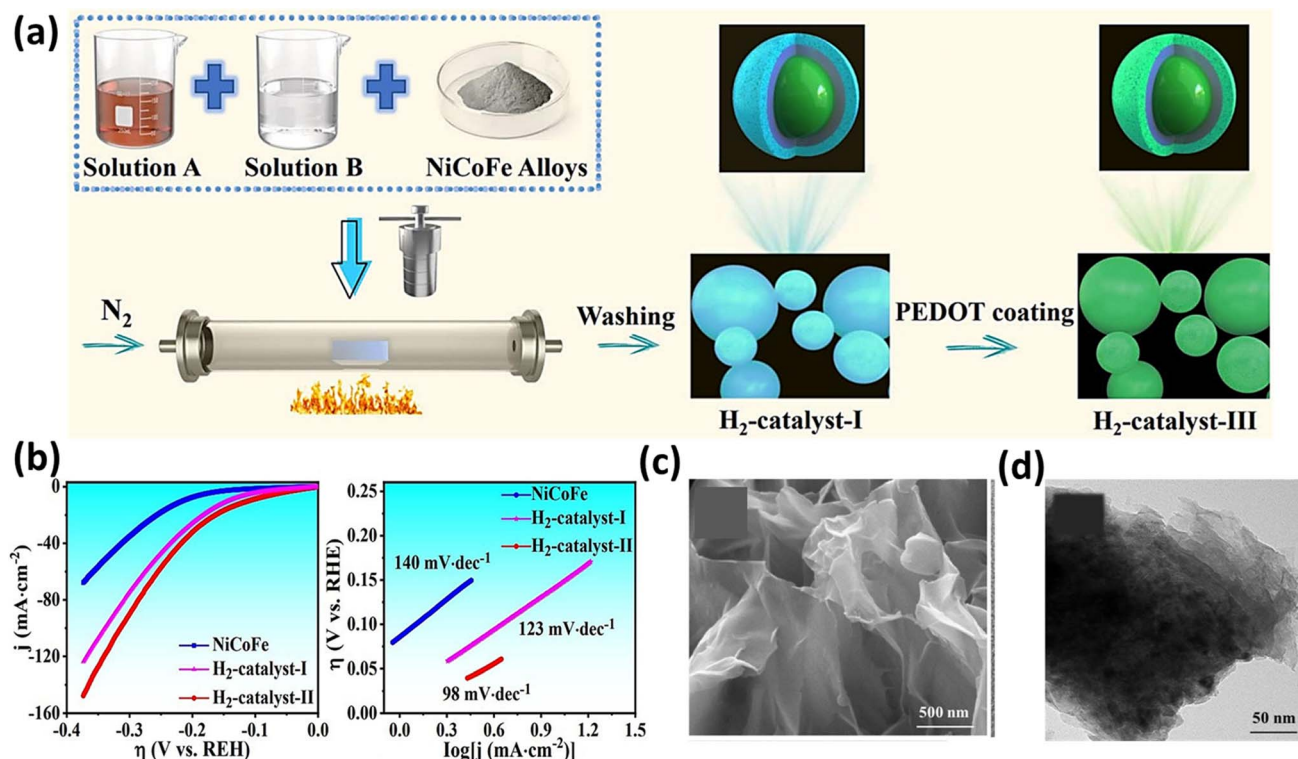 (a)
Solution A
Solution B
NiCoFe Alloys
N₂
Washing
PEDOT coating
H₂-catalyst-I
H₂-catalyst-III
(b)
0
-40
-80
-120
-160
j (mA·cm⁻²)
NiCoFe
H₂-catalyst-I
H₂-catalyst-II
-0.4
-0.3
-0.2
-0.1
0.0
η (V vs. REH)
0.25
0.20
0.15
0.10
0.05
0.00
η (V vs. RHE)
NiCoFe
H₂-catalyst-I
H₂-catalyst-II
140 mV·dec⁻¹
123 mV·dec⁻¹
98 mV·dec⁻¹
0.0
0.3
0.6
0.9
1.2
1.5
log[j (mA·cm⁻²)]
(c)
500 nm
(d)
50 nm